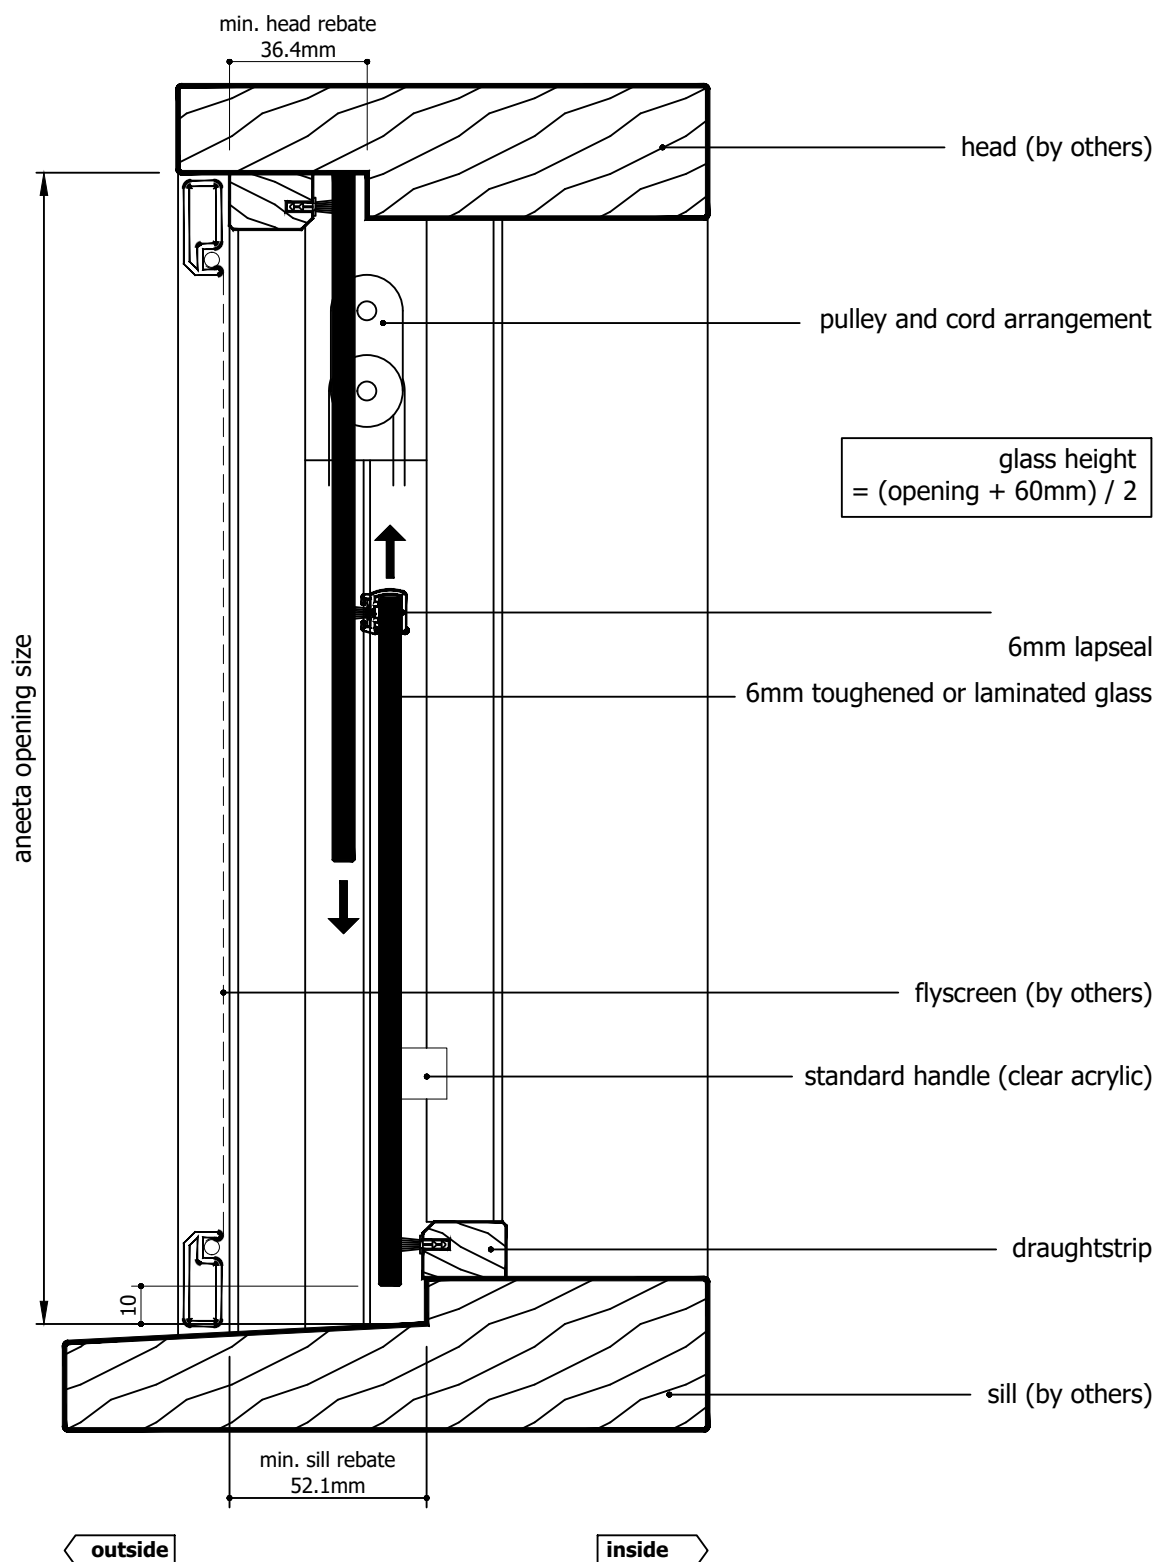 min. head rebate
36.4mm
head (by others)
pulley and cord arrangement
glass height
= (opening + 60mm) / 2
6mm lapseal
6mm toughened or laminated glass
aneeta opening size
flyscreen (by others)
standard handle (clear acrylic)
draughtstrip
10
sill (by others)
min. sill rebate
52.1mm
outside
inside